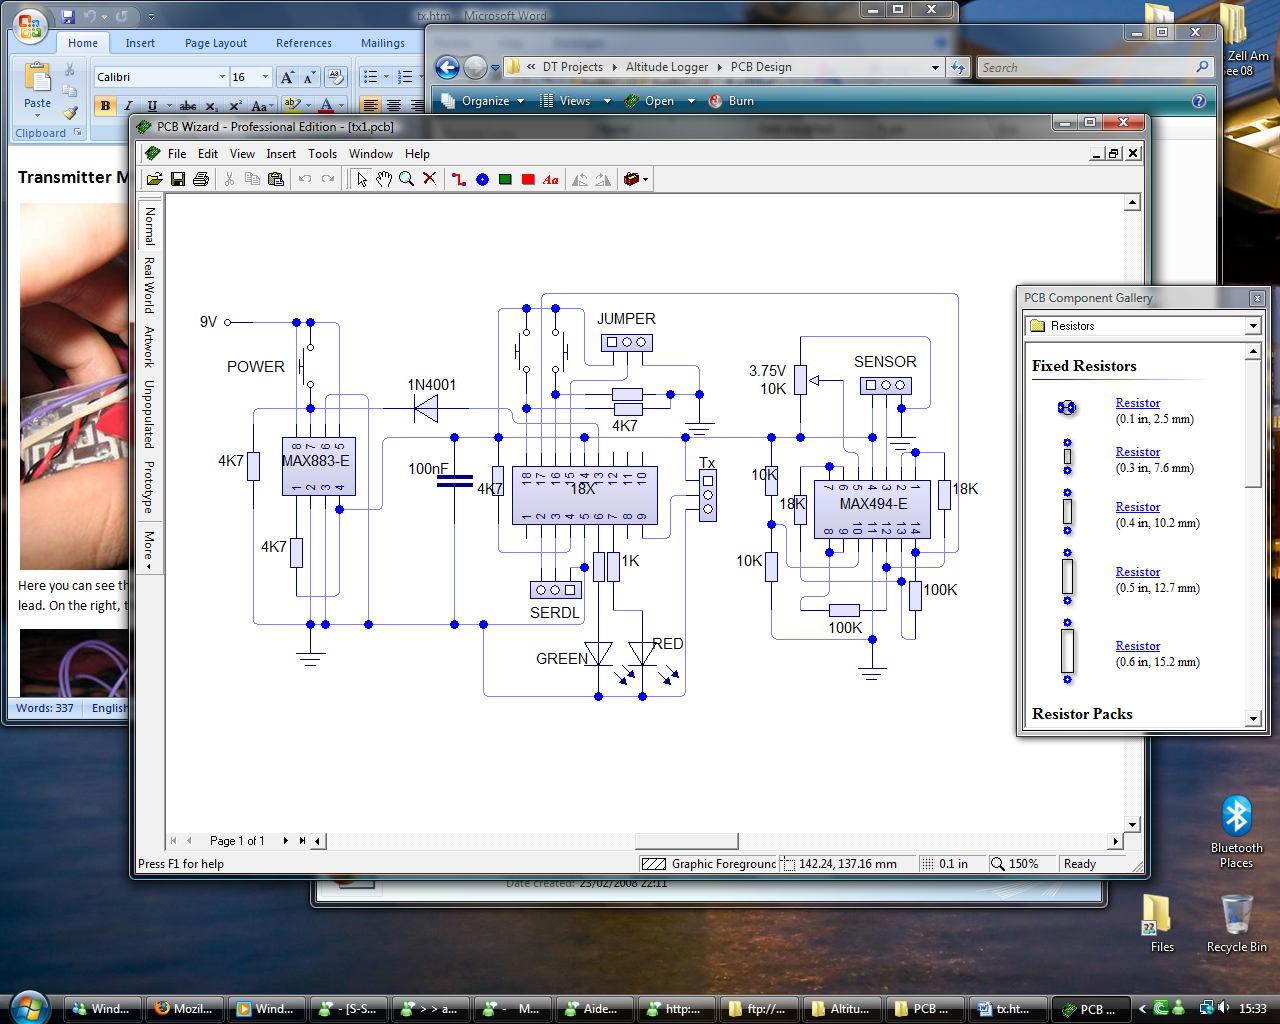 tx.htm - Microsoft Word
Home Insert Page Layout References Mailings
Paste
Clipboard
Calibri 16
B I U abc x₂ x² Aa ab A
Transmitter M
Here you can see th
lead. On the right, t
Words: 337 English
« DT Projects Altitude Logger PCB Design
Search
Organize Views Open Burn
PCB Wizard - Professional Edition - [tx1.pcb]
File Edit View Insert Tools Window Help
Aa
Normal
Real World
Artwork
Unpopulated
Prototype
More
9V
POWER
4K7
MAX883-E
8 7 6 5
1 2 3 4
4K7
1N4001
100nF
4K7
JUMPER
4K7
18 17 16 15 14 13 12 11 10
18X
1 2 3 4 5 6 7 8 9
Tx
1K
SERDL
GREEN
RED
3.75V
10K
SENSOR
10K
18K
7 6 5 4 3 2 1
MAX494-E
8 9 10 11 12 13 14
18K
10K
100K
100K
Page 1 of 1
Press F1 for help
Graphic Foreground
142.24, 137.16 mm
0.1 in
150%
Ready
PCB Component Gallery
Resistors
Fixed Resistors
Resistor
(0.1 in, 2.5 mm)
Resistor
(0.3 in, 7.6 mm)
Resistor
(0.4 in, 10.2 mm)
Resistor
(0.5 in, 12.7 mm)
Resistor
(0.6 in, 15.2 mm)
Resistor Packs
Date created: 23/02/2008 22:11
Zell Am
See 08
Bluetooth
Places
Files
Recycle Bin
Wind...
Mozil...
Wind...
- [S-S...
> > a...
- M...
Aide...
http:...
ftp://...
Altitu...
PCB ...
tx.ht...
PCB ...
15:33